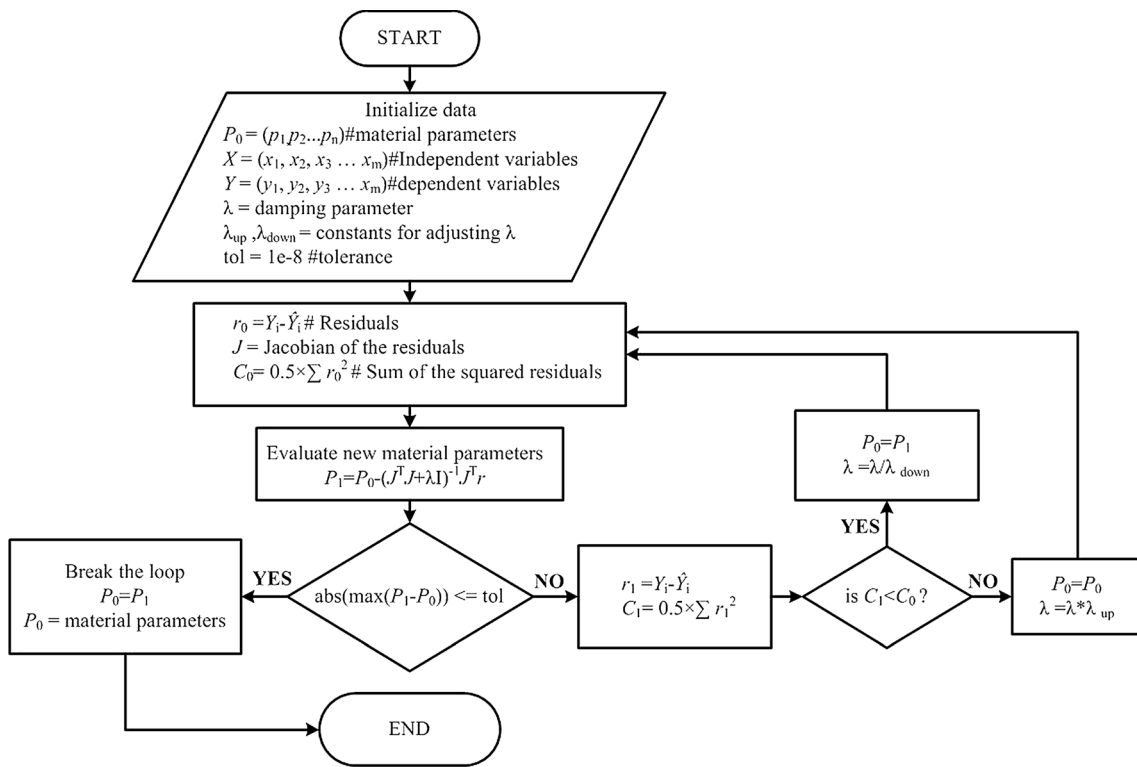 START
Initialize data
P₀ = (p₁,p₂...pₙ)#material parameters
X = (x₁, x₂, x₃ … xₘ)#Independent variables
Y = (y₁, y₂, y₃ … xₘ)#dependent variables
λ = damping parameter
λup ,λdown = constants for adjusting λ
tol = 1e-8 #tolerance
r₀ =Yᵢ-Ŷᵢ # Residuals
J = Jacobian of the residuals
C₀= 0.5×∑ r₀² # Sum of the squared residuals
Evaluate new material parameters
P₁=P₀-(JᵀJ+λI)⁻¹Jᵀr
abs(max(P₁-P₀)) <= tol
YES
Break the loop
P₀=P₁
P₀ = material parameters
END
NO
r₁ =Yᵢ-Ŷᵢ
C₁= 0.5×∑ r₁²
is C₁<C₀ ?
YES
P₀=P₁
λ =λ/λ down
NO
P₀=P₀
λ =λ*λ up